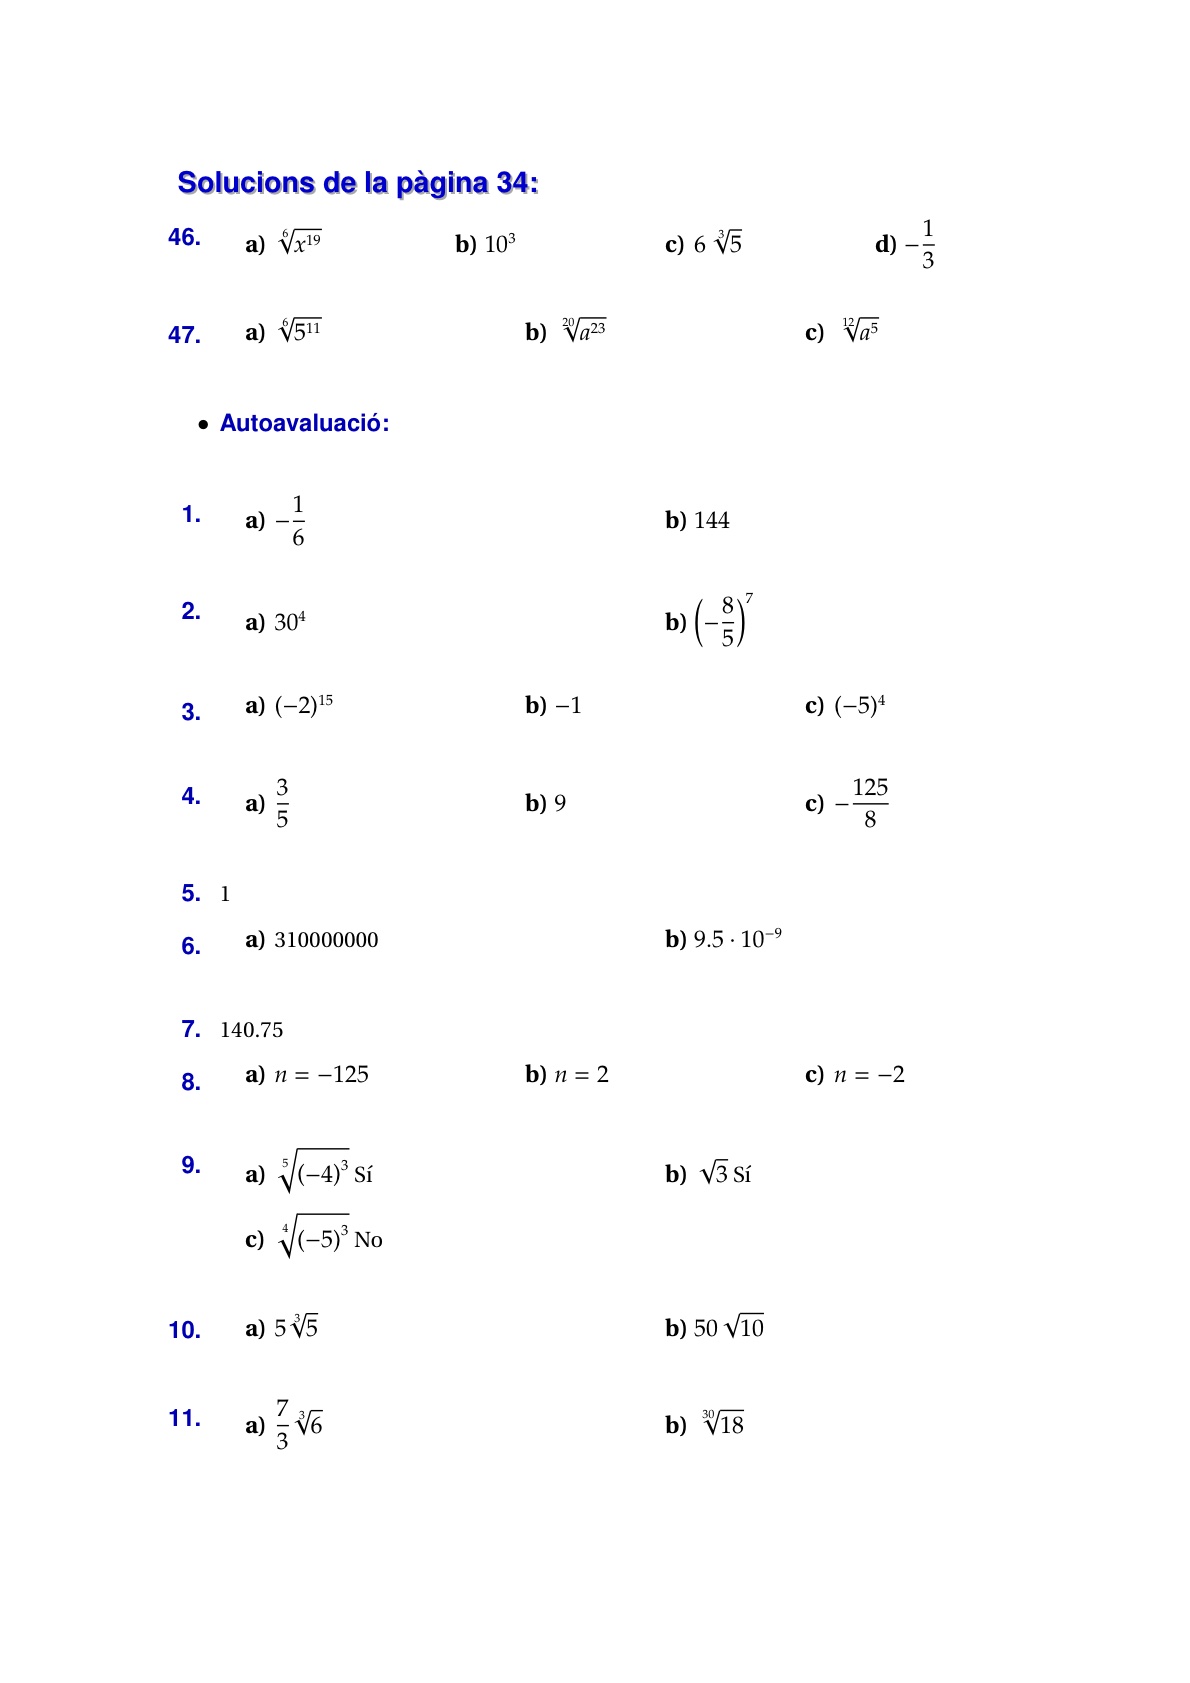 Solucions de la pàgina 34:
46. a) \sqrt[6]{x^{19}} b) 10^3 c) 6 \sqrt[3]{5} d) -\frac{1}{3}
47. a) \sqrt[6]{5^{11}} b) \sqrt[20]{a^{23}} c) \sqrt[12]{a^5}
• Autoavaluació:
1. a) -\frac{1}{6} b) 144
2. a) 30^4 b) \left(-\frac{8}{5}\right)^7
3. a) (−2)^{15} b) −1 c) (−5)^4
4. a) \frac{3}{5} b) 9 c) -\frac{125}{8}
5. 1
6. a) 310000000 b) 9.5 · 10^{−9}
7. 140.75
8. a) n = −125 b) n = 2 c) n = −2
9. a) \sqrt[5]{(−4)^3} Sí b) \sqrt{3} Sí
c) \sqrt[4]{(−5)^3} No
10. a) 5 \sqrt[3]{5} b) 50 \sqrt{10}
11. a) \frac{7}{3} \sqrt[3]{6} b) \sqrt[30]{18}